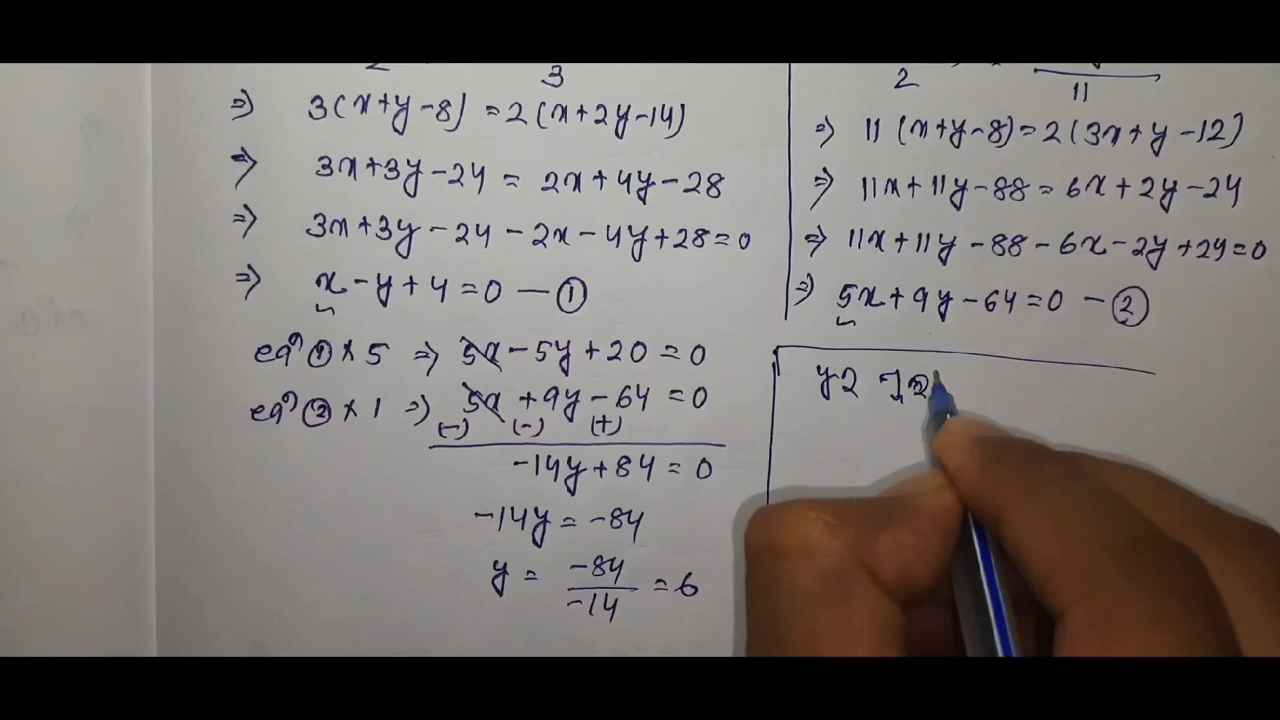 3
⇒ 3(x+y-8) = 2(x+2y-14)
⇒ 3x+3y-24 = 2x+4y-28
⇒ 3x+3y-24-2x-4y+28=0
⇒ x-y+4=0 — ①
eqⁿ ① × 5 ⇒ 5x-5y+20=0
eqⁿ ② × 1 ⇒ 5x+9y-64=0
(-) (-) (+)
-14y+84=0
-14y=-84
y = -84/-14 = 6
2 11
⇒ 11(x+y-8)=2(3x+y-12)
⇒ 11x+11y-88=6x+2y-24
⇒ 11x+11y-88-6x-2y+24=0
⇒ 5x+9y-64=0 — ②